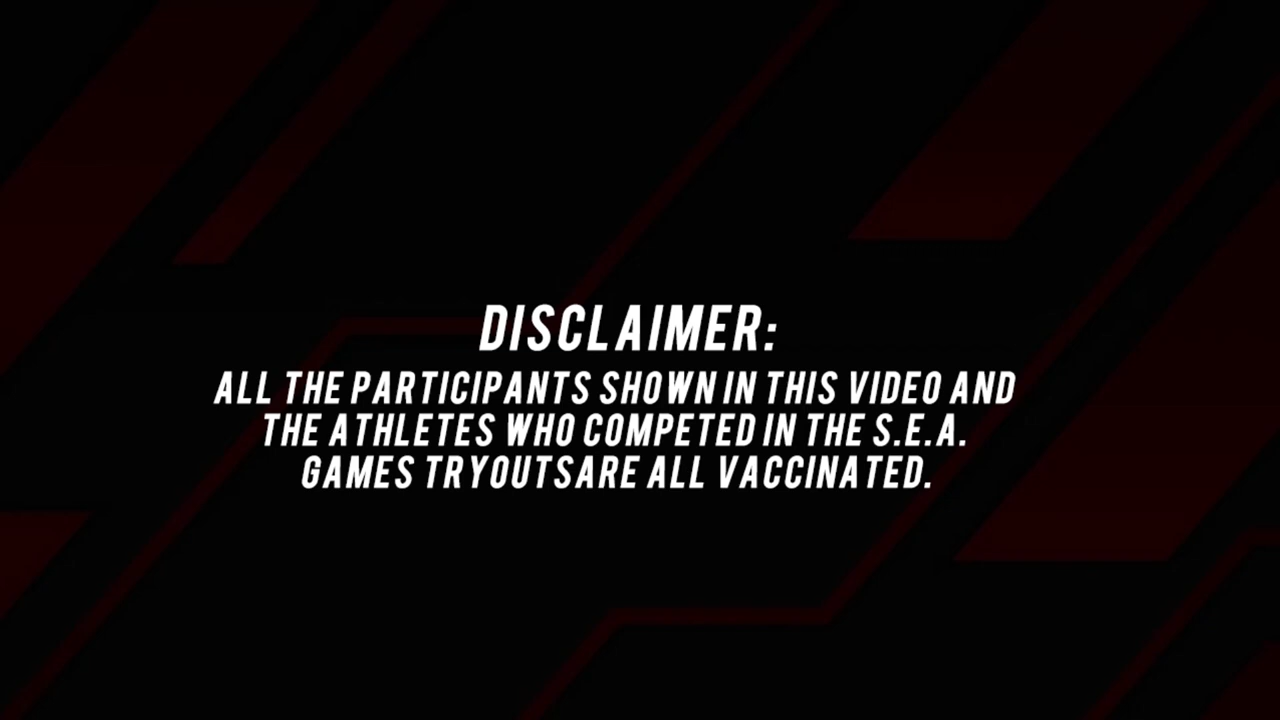 DISCLAIMER:
ALL THE PARTICIPANTS SHOWN IN THIS VIDEO AND
THE ATHLETES WHO COMPETED IN THE S.E.A.
GAMES TRYOUTSARE ALL VACCINATED.